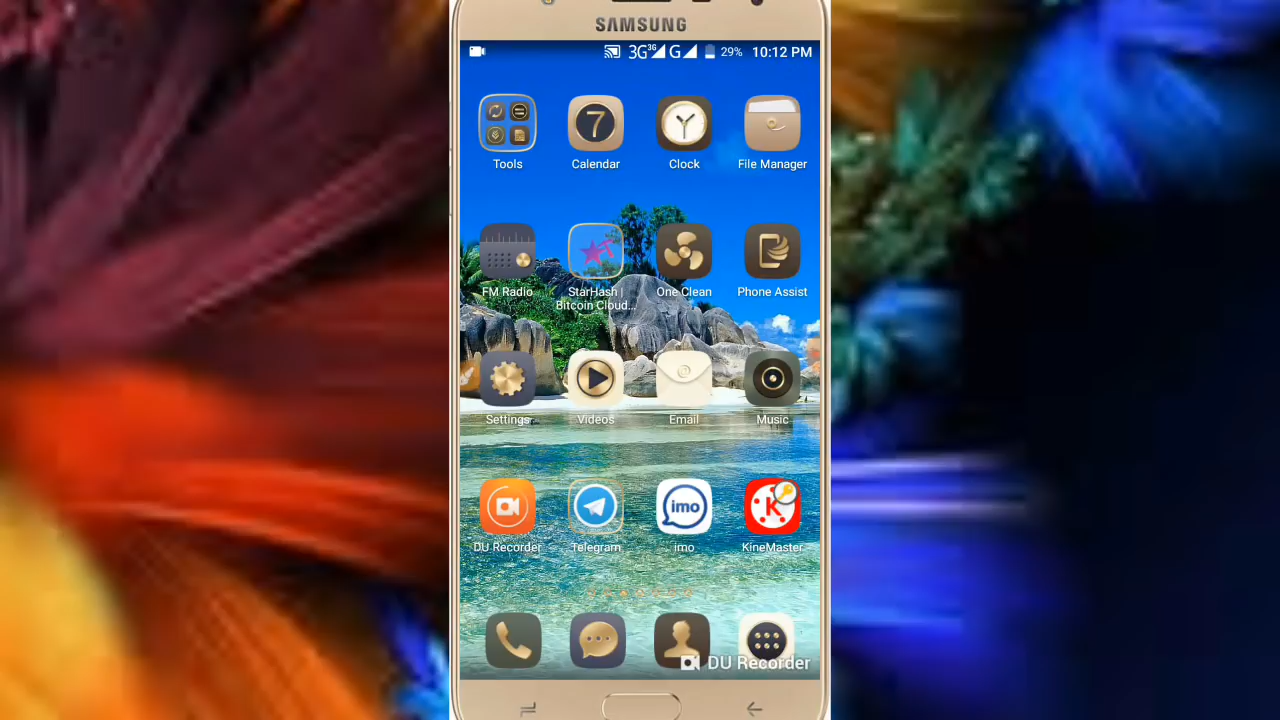 SAMSUNG
3G 3G G 29% 10:12 PM
7
Tools Calendar Clock File Manager
FM Radio StarHash | One Clean Phone Assist
Bitcoin Cloud...
Settings Videos Email Music
imo
K
DU Recorder Telegram imo KineMaster
DU Recorder